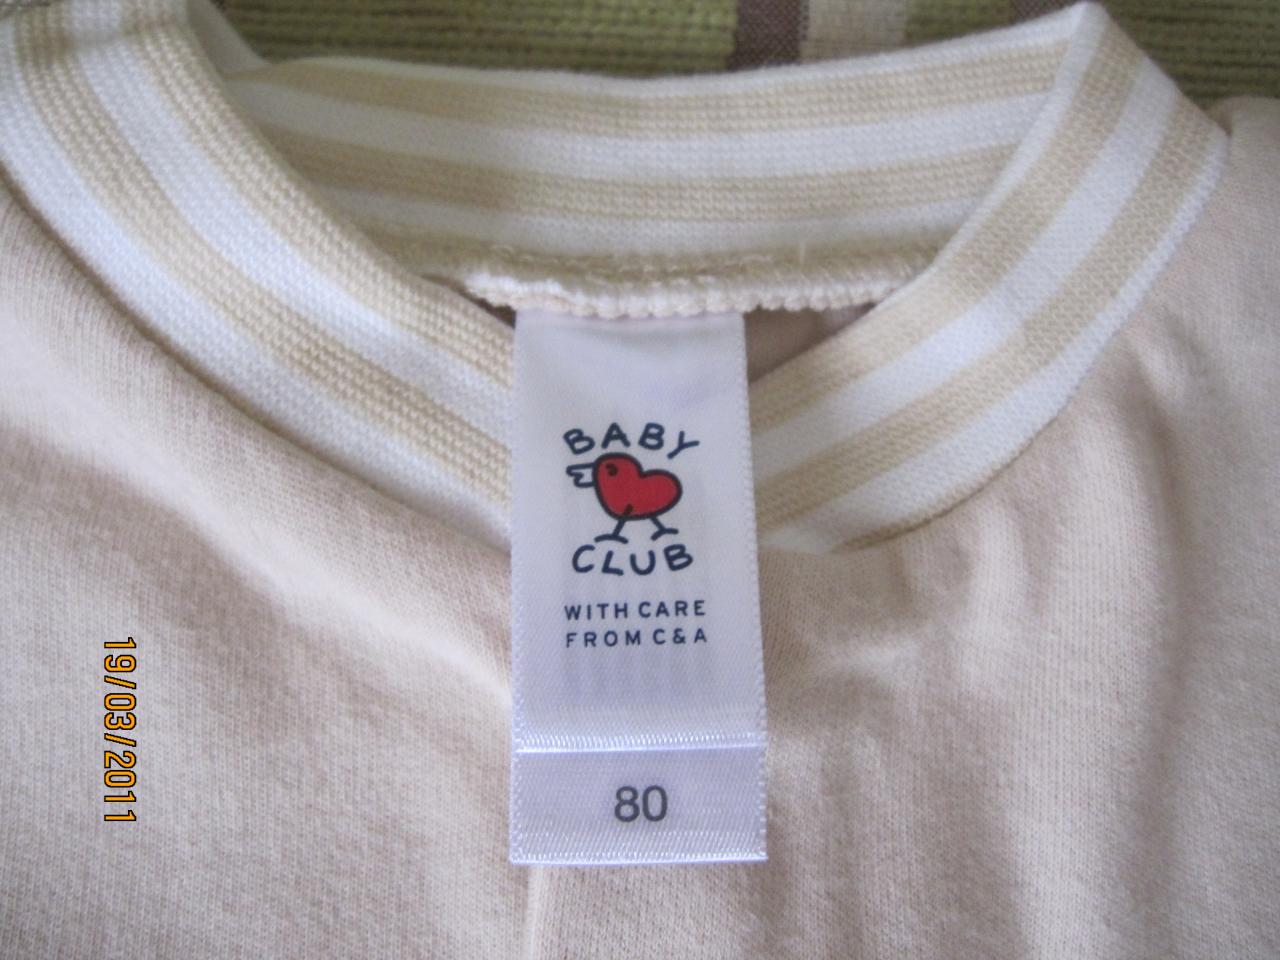 BABY
CLUB
WITH CARE
FROM C&A
80
19/03/2011